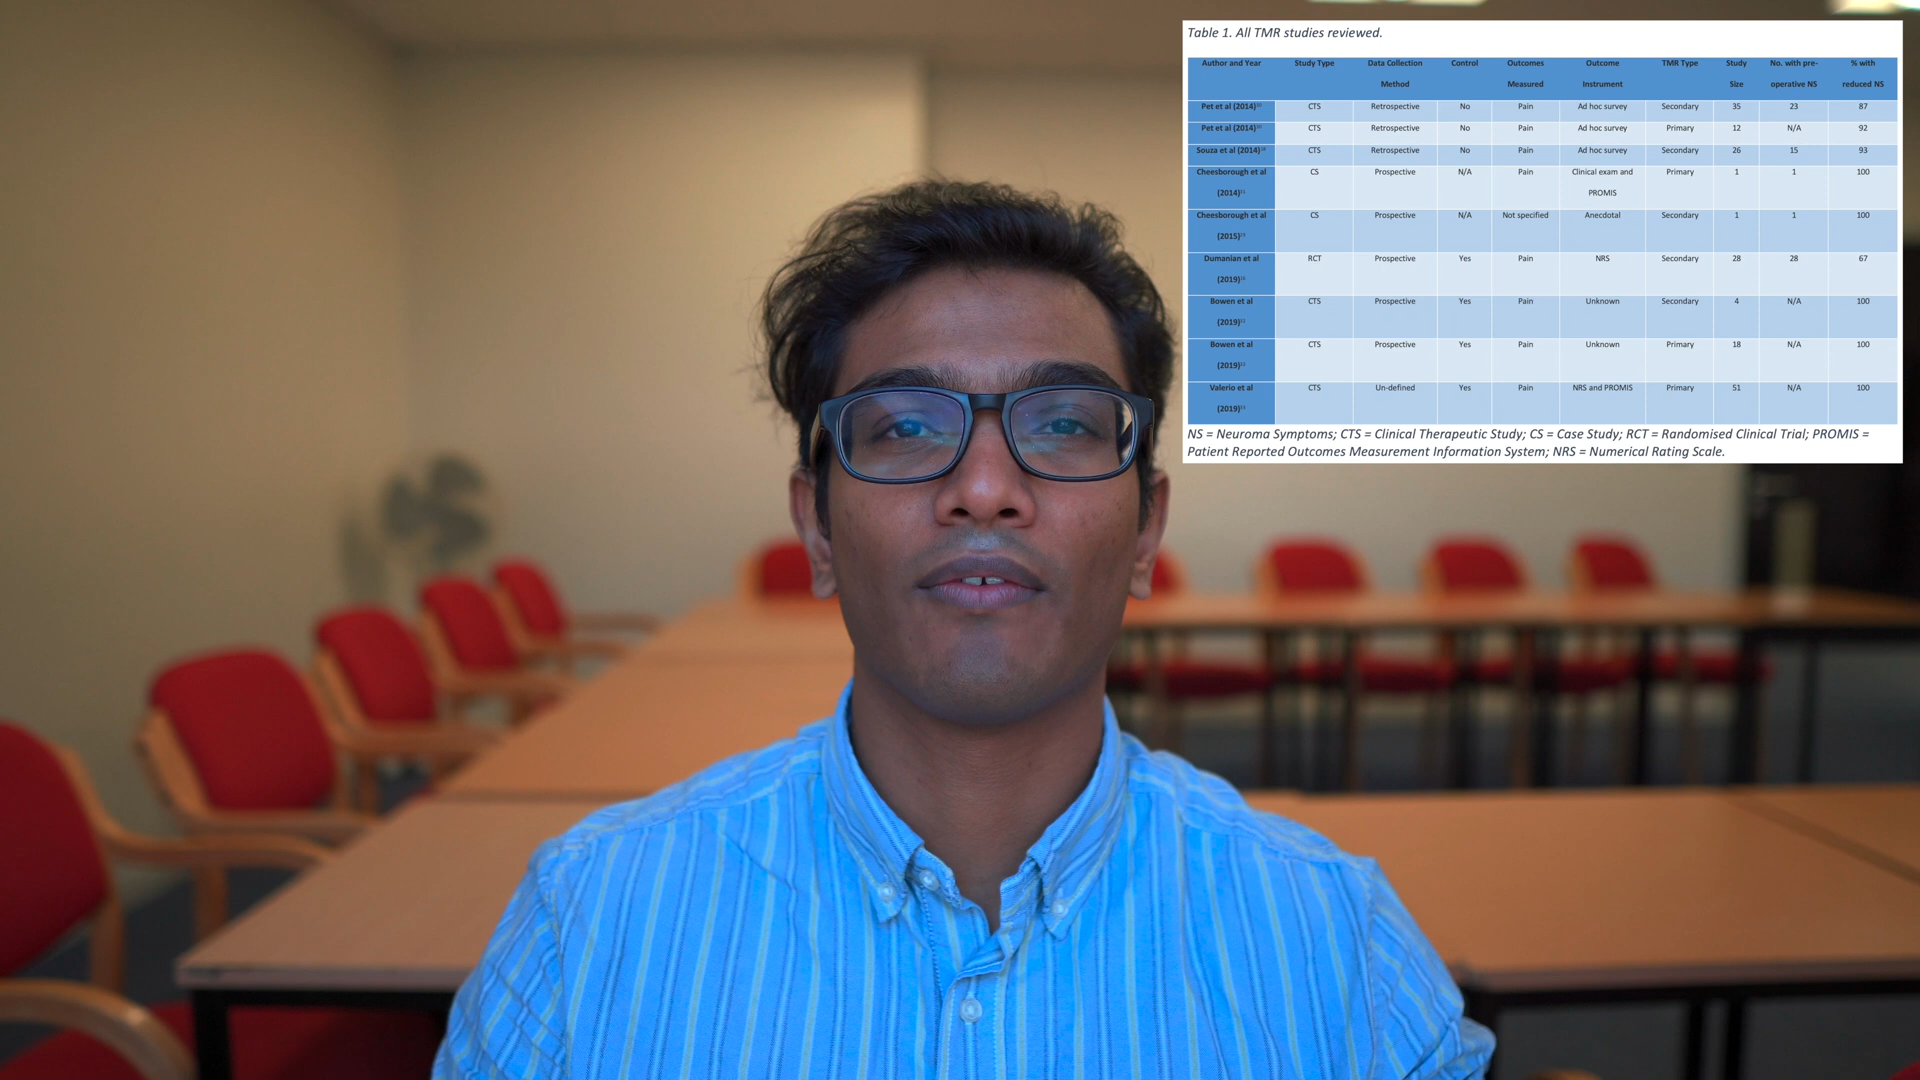 Table 1. All TMR studies reviewed.
Author and Year Study Type Data Collection Method Control Outcomes Measured Outcome Instrument TMR Type Study Size No. with pre-operative NS % with reduced NS
Pet et al (2014) CTS Retrospective No Pain Ad hoc survey Secondary 35 23 87
Pet et al (2014) CTS Retrospective No Pain Ad hoc survey Primary 12 N/A 92
Souza et al (2014) CTS Retrospective No Pain Ad hoc survey Secondary 26 15 93
Cheesborough et al (2014) CS Prospective N/A Pain Clinical exam and PROMIS Primary 1 1 100
Cheesborough et al (2015) CS Prospective N/A Not specified Anecdotal Secondary 1 1 100
Dumanian et al (2019) RCT Prospective Yes Pain NRS Secondary 28 28 67
Bowen et al (2019) CTS Prospective Yes Pain Unknown Secondary 4 N/A 100
Bowen et al (2019) CTS Prospective Yes Pain Unknown Primary 18 N/A 100
Valerio et al (2019) CTS Un-defined Yes Pain NRS and PROMIS Primary 51 N/A 100
NS = Neuroma Symptoms; CTS = Clinical Therapeutic Study; CS = Case Study; RCT = Randomised Clinical Trial; PROMIS =
Patient Reported Outcomes Measurement Information System; NRS = Numerical Rating Scale.